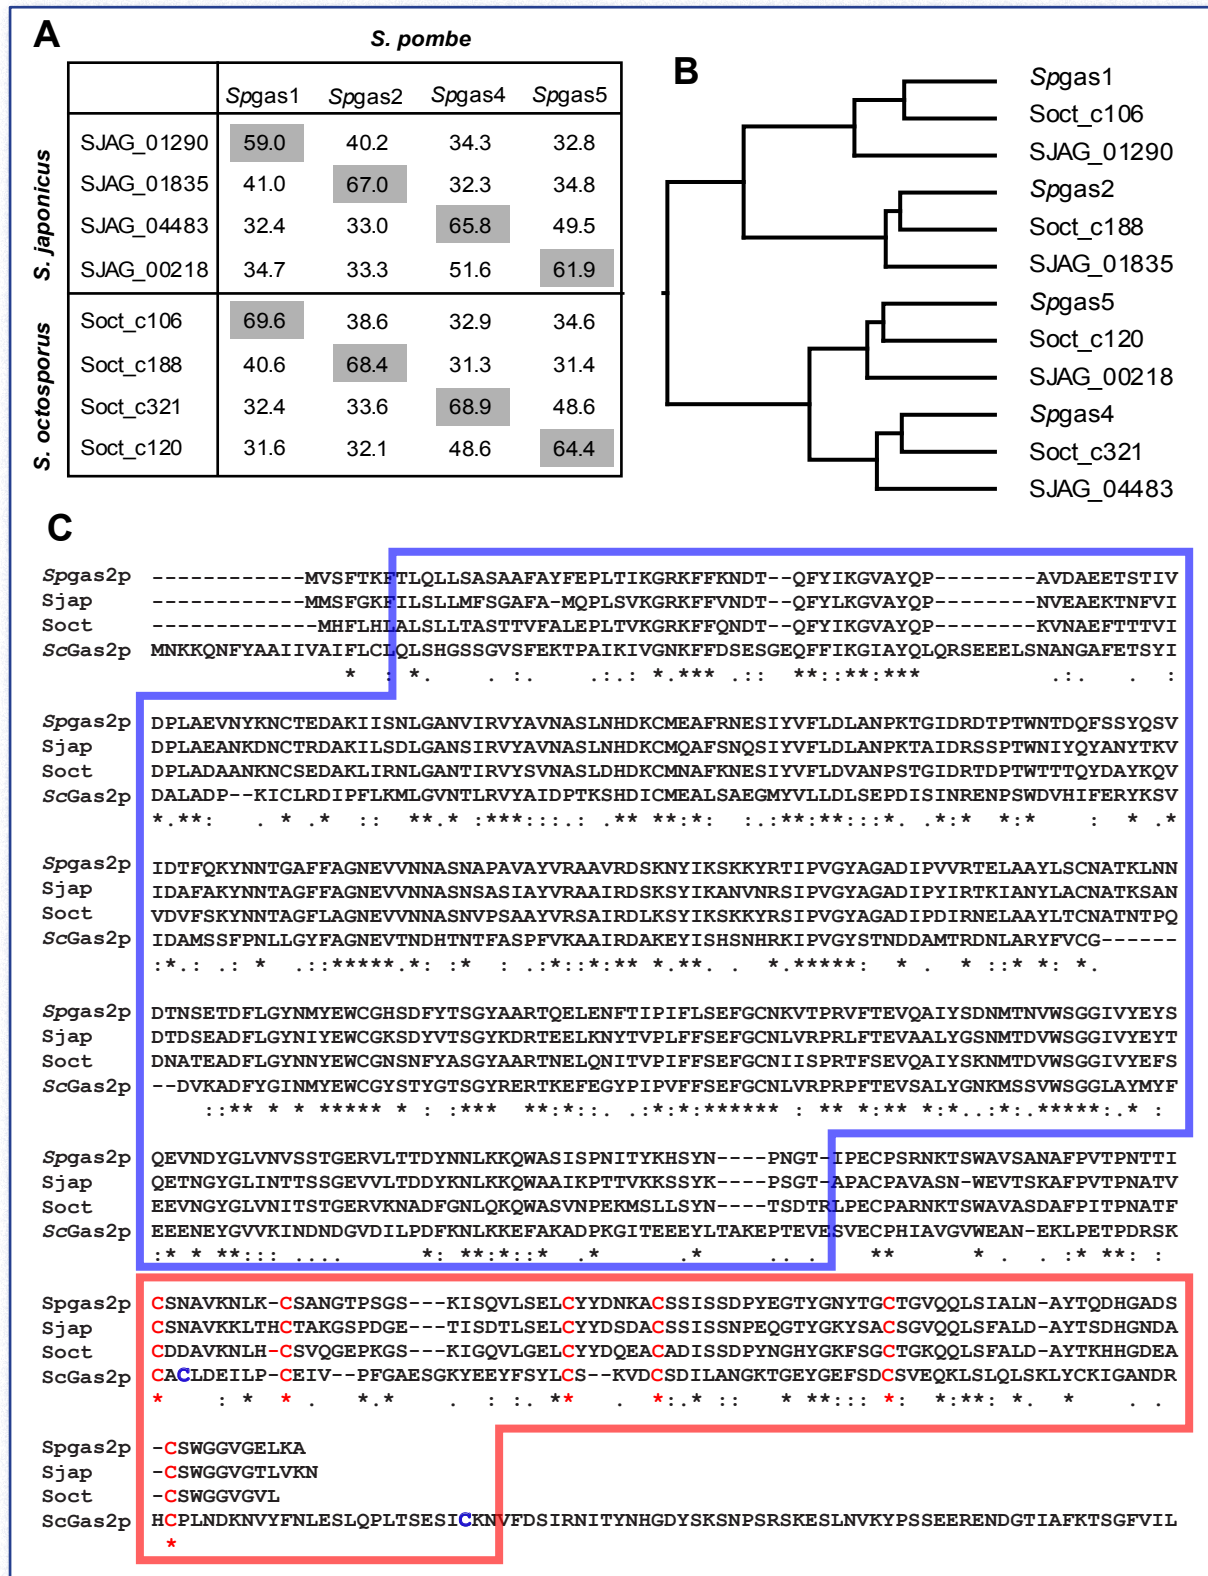 A
S. pombe
Spgas1 Spgas2 Spgas4 Spgas5
S. japonicus
SJAG_01290 59.0 40.2 34.3 32.8
SJAG_01835 41.0 67.0 32.3 34.8
SJAG_04483 32.4 33.0 65.8 49.5
SJAG_00218 34.7 33.3 51.6 61.9
S. octosporus
Soct_c106 69.6 38.6 32.9 34.6
Soct_c188 40.6 68.4 31.3 31.4
Soct_c321 32.4 33.6 68.9 48.6
Soct_c120 31.6 32.1 48.6 64.4
B
Spgas1
Soct_c106
SJAG_01290
Spgas2
Soct_c188
SJAG_01835
Spgas5
Soct_c120
SJAG_00218
Spgas4
Soct_c321
SJAG_04483
C
Spgas2p ------------MVSFTKFTLQLLSASAAFAYFEPLTIKGRKFFKNDT--QFYIKGVAYQP--------AVDAEETSTIV
Sjap ------------MMSFGKFILSLLMFSGAFA-MQPLSVKGRKFFVNDT--QFYLKGVAYQP--------NVEAEKTNFVI
Soct -------------MHFLHLALSLLTASTTVFALEPLTVKGRKFFQNDT--QFYIKGVAYQP--------KVNAEFTTTVI
ScGas2p MNKKQNFYAAIIVAIFLCLQLSHGSSGVSFEKTPAIKIVGNKFFDSESGEQFFIKGIAYQLQRSEEELSNANGAFETSYI
* : *. . :. .:.: *.*** .:: **:***:*** .:. . :
Spgas2p DPLAEVNYKNCTEDAKIISNLGANVIRVYAVNASLNHDKCMEAFRNESIYVFLDLANPKTGIDRDTPTWNTDQFSSYQSV
Sjap DPLAEANKDNCTRDAKILSDLGANSIRVYAVNASLNHDKCMQAFSNQSIYVFLDLANPKTAIDRSSPTWNIYQYANYTKV
Soct DPLADAANKNCSEDAKLIRNLGANTIRVYSVNASLDHDKCMNAFKNESIYVFLDVANPSTGIDRTDPTWTTTQYDAYKQV
ScGas2p DALADP--KICLRDIPFLKMLGVNTLRVYAIDPTKSHDICMEALSAEGMYVLLDLSEPDISINRENPSWDVHIFERYKSV
*.**: . * .* :: **.* :***:::.: .** **:*: :.:**:**::*. .*:* *:* : * .*
Spgas2p IDTFQKYNNTGAFFAGNEVVNNASNAPAVAYVRAAVRDSKNYIKSKKYRTIPVGYAGADIPVVRTELAAYLSCNATKLNN
Sjap IDAFAKYNNTAGFFAGNEVVNNASNSASIAYVRAAIRDSKSYIKANVNRSIPVGYAGADIPYIRTKIANYLACNATKSAN
Soct VDVFSKYNNTAGFLAGNEVVNNASNVPSAAYVRSAIRDLKSYIKSKKYRSIPVGYAGADIPDIRNELAAYLTCNATNTPQ
ScGas2p IDAMSSFPNLLGYFAGNEVTNDHTNTFASPFVKAAIRDAKEYISHSNHRKIPVGYSTNDDAMTRDNLARYFVCG------
:*.: .: * .::*****.*: :* : .:*::*:** *.**. . *.*****: * . * ::* *: *.
Spgas2p DTNSETDFLGYNMYEWCGHSDFYTSGYAARTQELENFTIPIFLSEFGCNKVTPRVFTEVQAIYSDNMTNVWSGGIVYEYS
Sjap DTDSEADFLGYNIYEWCGKSDYVTSGYKDRTEELKNYTVPLFFSEFGCNLVRPRLFTEVAALYGSNMTDVWSGGIVYEYT
Soct DNATEADFLGYNNYEWCGNSNFYASGYAARTNELQNITVPIFFSEFGCNIISPRTFSEVQAIYSKNMTDVWSGGIVYEFS
ScGas2p --DVKADFYGINMYEWCGYSTYGTSGYRERTKEFEGYPIPVFFSEFGCNLVRPRPFTEVSALYGNKMSSVWSGGLAYMYF
::** * * ***** * : :*** **:*::. .:*:****** : ** *:** *:*..:*:.*****:.* :
Spgas2p QEVNDYGLVNVSSTGERVLTTDYNNLKKQWASISPNITYKHSYN----PNGT-IPECPSRNKTSWAVSANAFPVTPNTTI
Sjap QETNGYGLINTTSSGEVVLTDDYKNLKKQWAAIKPTTVKKSSYK----PSGT-APACPAVASN-WEVTSKAFPVTPNATV
Soct EEVNGYGLVNITSTGERVKNADFGNLQKQWASVNPEKMSLLSYN----TSDTRLPECPARNKTSWAVASDAFPITPNATF
ScGas2p EEENEYGVVKINDNDGVDILPDFKNLKKEFAKADPKGITEEEYLTAKEPTEVESVECPHIAVGVWEAN-EKLPETPDRSK
:* * **::: .... *: **:*::* .* * . . ** * . :* **: :
Spgas2p CSNAVKNLK-CSANGTPSGS---KISQVLSELCYYDNKACSSISSDPYEGTYGNYTGCTGVQQLSIALN-AYTQDHGADS
Sjap CSNAVKKLTHCTAKGSPDGE---TISDTLSELCYYDSDACSSISSNPEQGTYGKYSACSGVQQLSFALD-AYTSDHGNDA
Soct CDDAVKNLH-CSVQGEPKGS---KIGQVLGELCYYDQEACADISSDPYNGHYGKFSGCTGKQQLSFALD-AYTKHHGDEA
ScGas2p CACLDEILP-CEIV--PFGAESGKYEEYFSYLCS--KVDCSDILANGKTGEYGEFSDCSVEQKLSLQLSKLYCKIGANDR
* : * * . *.* . : .** . *:.* :: * **::: *: *:**: *. * . .
Spgas2p -CSWGGVGELKA
Sjap -CSWGGVGTLVKN
Soct -CSWGGVGVL
ScGas2p HCPLNDKNVYFNLESLQPLTSESICKNVFDSIRNITYNHGDYSKSNPSRSKESLNVKYPSSEERENDGTIAFKTSGFVIL
*